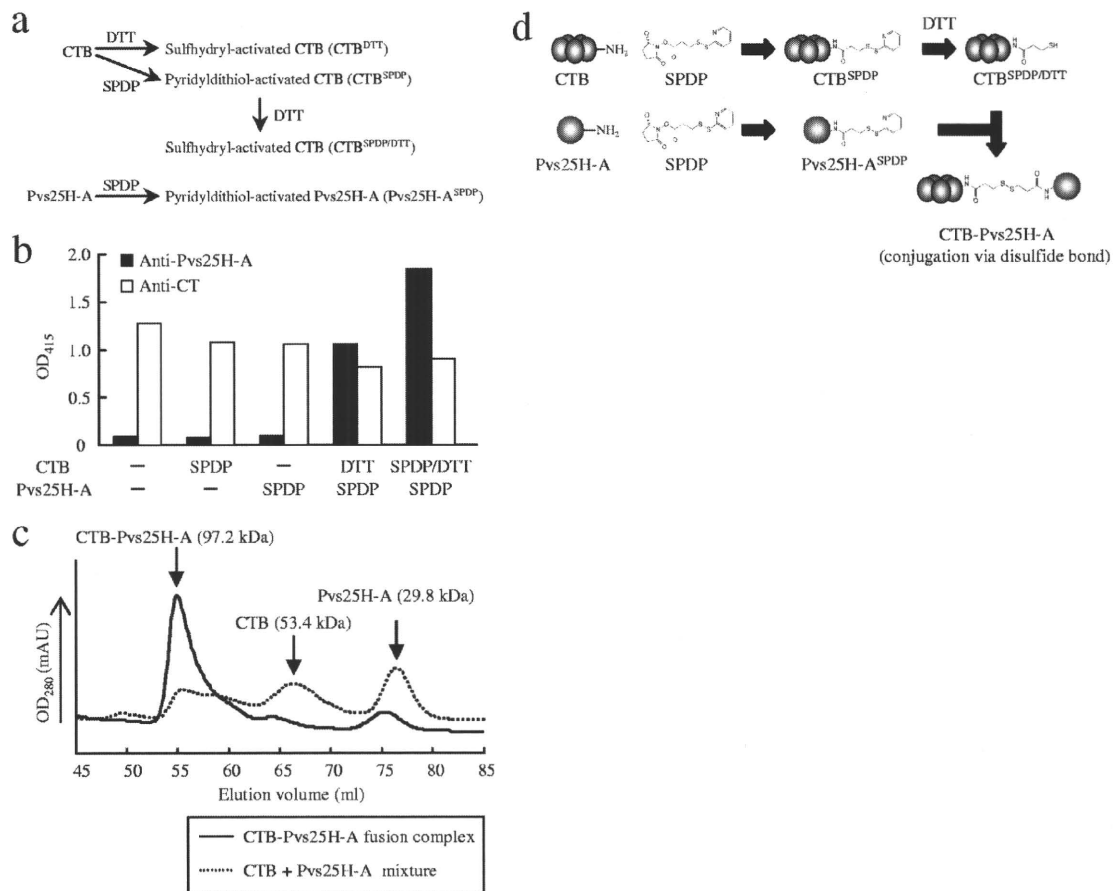 a
DTT
CTB
Sulfhydryl-activated CTB (CTB^DTT)
SPDP
Pyridyldithiol-activated CTB (CTB^SPDP)
DTT
Sulfhydryl-activated CTB (CTB^SPDP/DTT)
Pvs25H-A
SPDP
Pyridyldithiol-activated Pvs25H-A (Pvs25H-A^SPDP)
b
2.0
1.5
1.0
0.5
0
OD415
Anti-Pvs25H-A
Anti-CT
CTB – SPDP – DTT SPDP/DTT
Pvs25H-A – – SPDP SPDP SPDP
c
CTB-Pvs25H-A (97.2 kDa)
Pvs25H-A (29.8 kDa)
CTB (53.4 kDa)
OD280 (mAU)
45 50 55 60 65 70 75 80 85
Elution volume (ml)
CTB-Pvs25H-A fusion complex
CTB + Pvs25H-A mixture
d
DTT
CTB
SPDP
CTB^SPDP
CTB^SPDP/DTT
NH2
Pvs25H-A
SPDP
Pvs25H-A^SPDP
CTB-Pvs25H-A
(conjugation via disulfide bond)